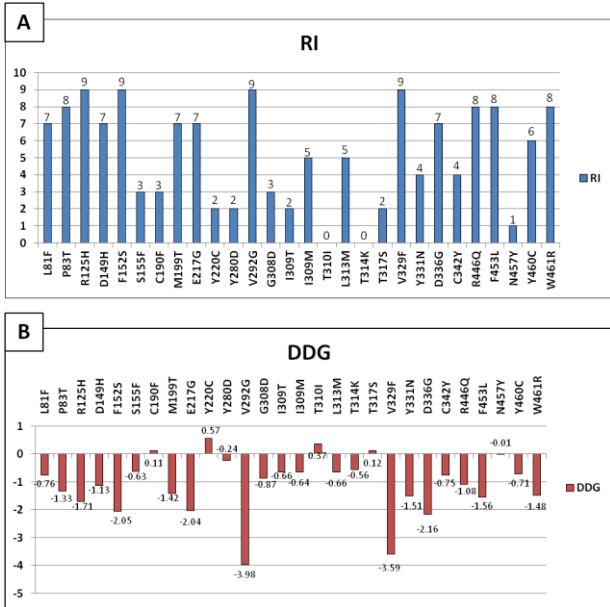 A
RI
10
9
8
7
6
5
4
3
2
1
0
7 8 9 7 9 3 3 7 7 2 2 9 3 2 5 0 5 0 2 9 4 7 4 8 8 1 6 8
L81F P83T R125H D149H F152S S155F C190F M199T E217G Y220C Y280D V292G G308D I309T I309M T310I L313M T314K T317S V329F Y331N D336G C342Y R446Q F453L N457Y Y460C W461R
RI
B
DDG
L81F P83T R125H D149H F152S S155F C190F M199T E217G Y220C Y280D V292G G308D I309T I309M T310I L313M T314K T317S V329F Y331N D336G C342Y R446Q F453L N457Y Y460C W461R
1
0
-1
-2
-3
-4
-5
-0.76 -1.33 -1.71 -1.13 -2.05 -0.63 0.11 -1.42 -2.04 0.57 -0.24 -3.98 -0.87 -0.66 -0.64 0.37 -0.66 -0.56 0.12 -3.59 -1.51 -2.16 -0.75 -1.08 -1.56 -0.01 -0.71 -1.48
DDG